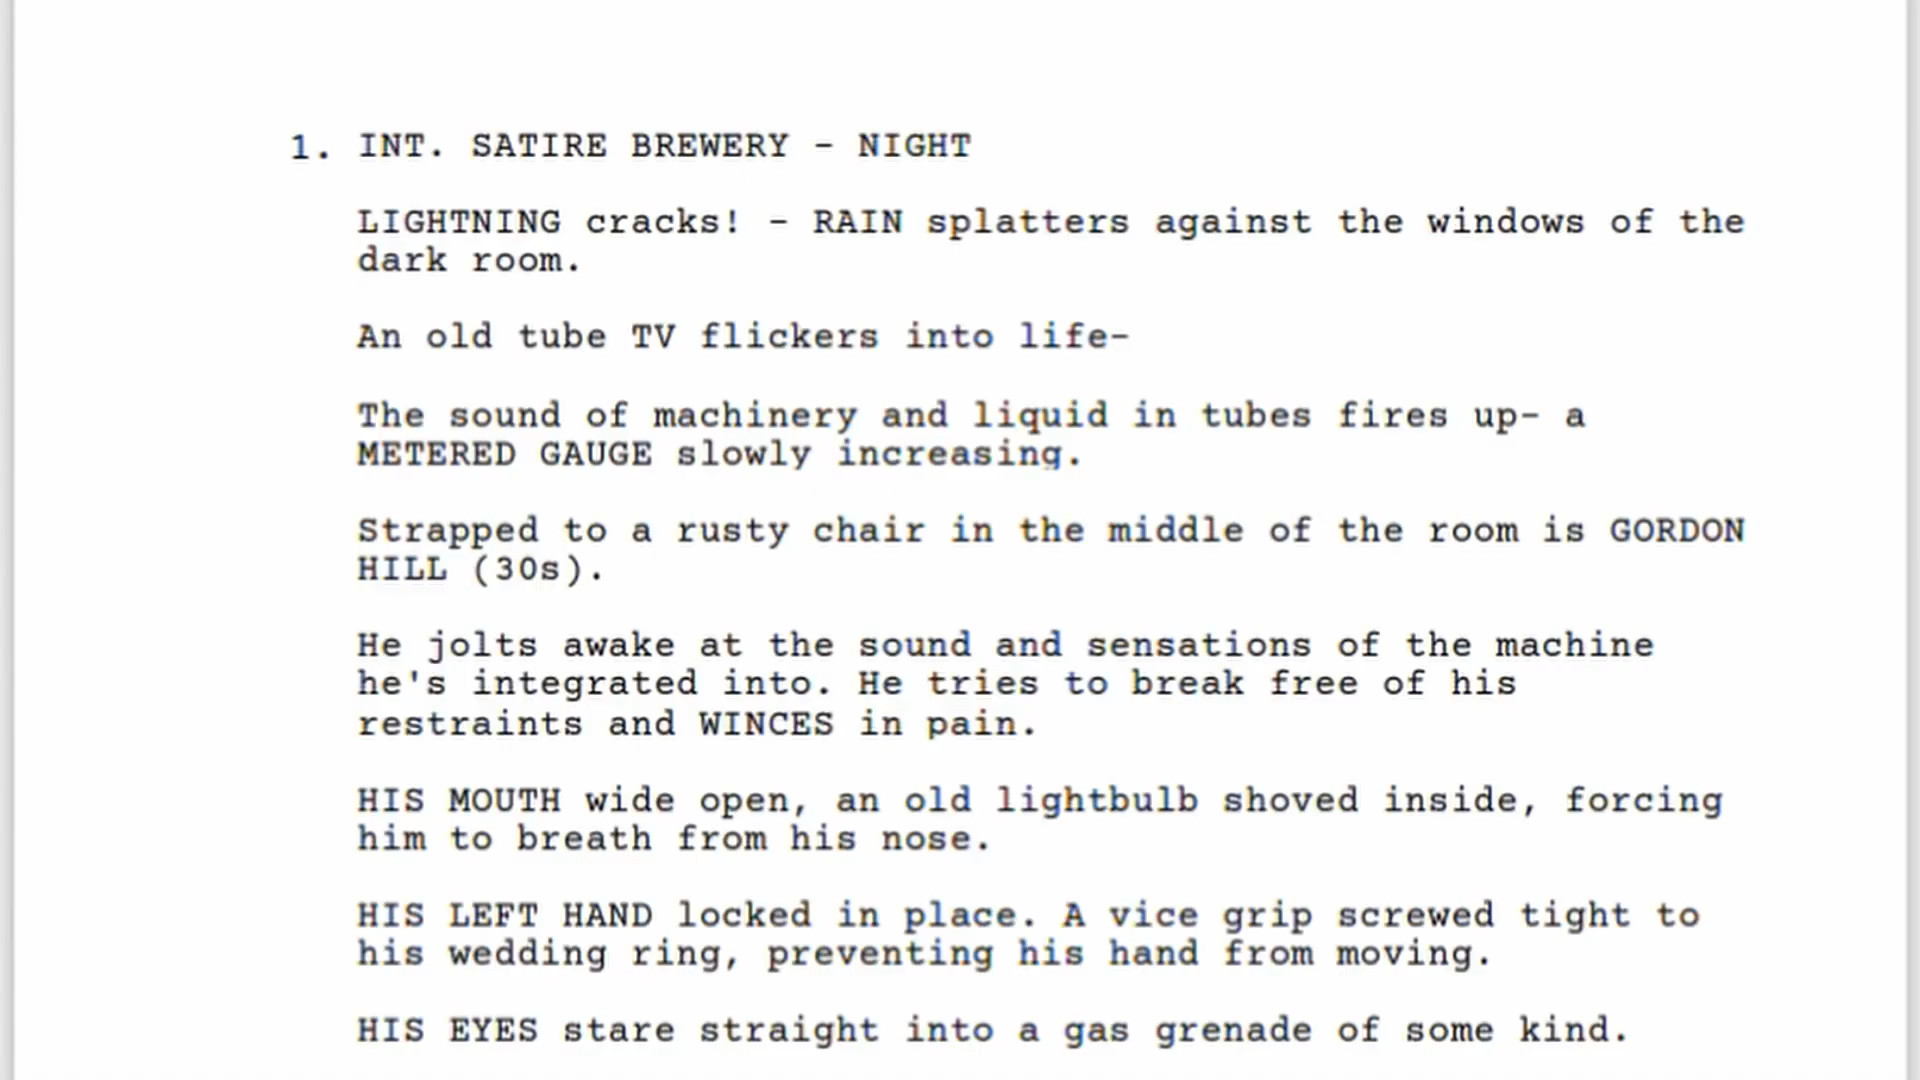 1. INT. SATIRE BREWERY - NIGHT
LIGHTNING cracks! - RAIN splatters against the windows of the
dark room.
An old tube TV flickers into life-
The sound of machinery and liquid in tubes fires up- a
METERED GAUGE slowly increasing.
Strapped to a rusty chair in the middle of the room is GORDON
HILL (30s).
He jolts awake at the sound and sensations of the machine
he's integrated into. He tries to break free of his
restraints and WINCES in pain.
HIS MOUTH wide open, an old lightbulb shoved inside, forcing
him to breath from his nose.
HIS LEFT HAND locked in place. A vice grip screwed tight to
his wedding ring, preventing his hand from moving.
HIS EYES stare straight into a gas grenade of some kind.